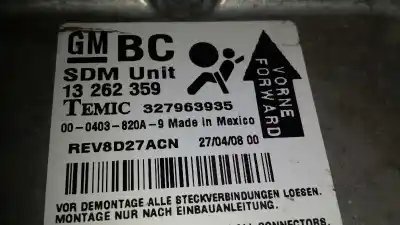 GM BC
SDM Unit
13 262 359
TEMIC 327963935
00-0403-820A-9 Made in Mexico
REV8D27ACN 27/04/08 00
VORNE
FORWARD
VOR DEMONTAGE ALLE STECKVERBINDUNGEN LOESEN.
MONTAGE NUR NACH EINBAUANLEITUNG.
ALL CONNECTORS.